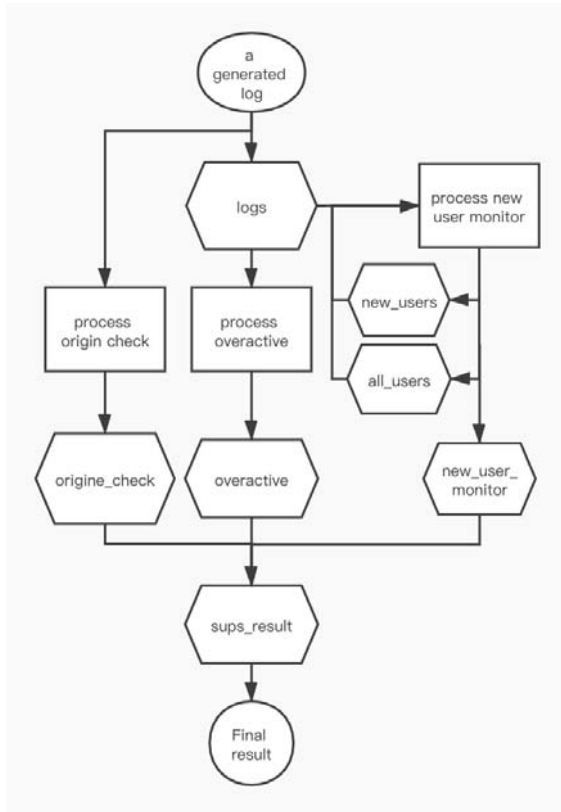 a
generated
log
logs
process new
user monitor
new_users
all_users
process
origin check
process
overactive
origine_check
overactive
new_user_
monitor
sups_result
Final
result